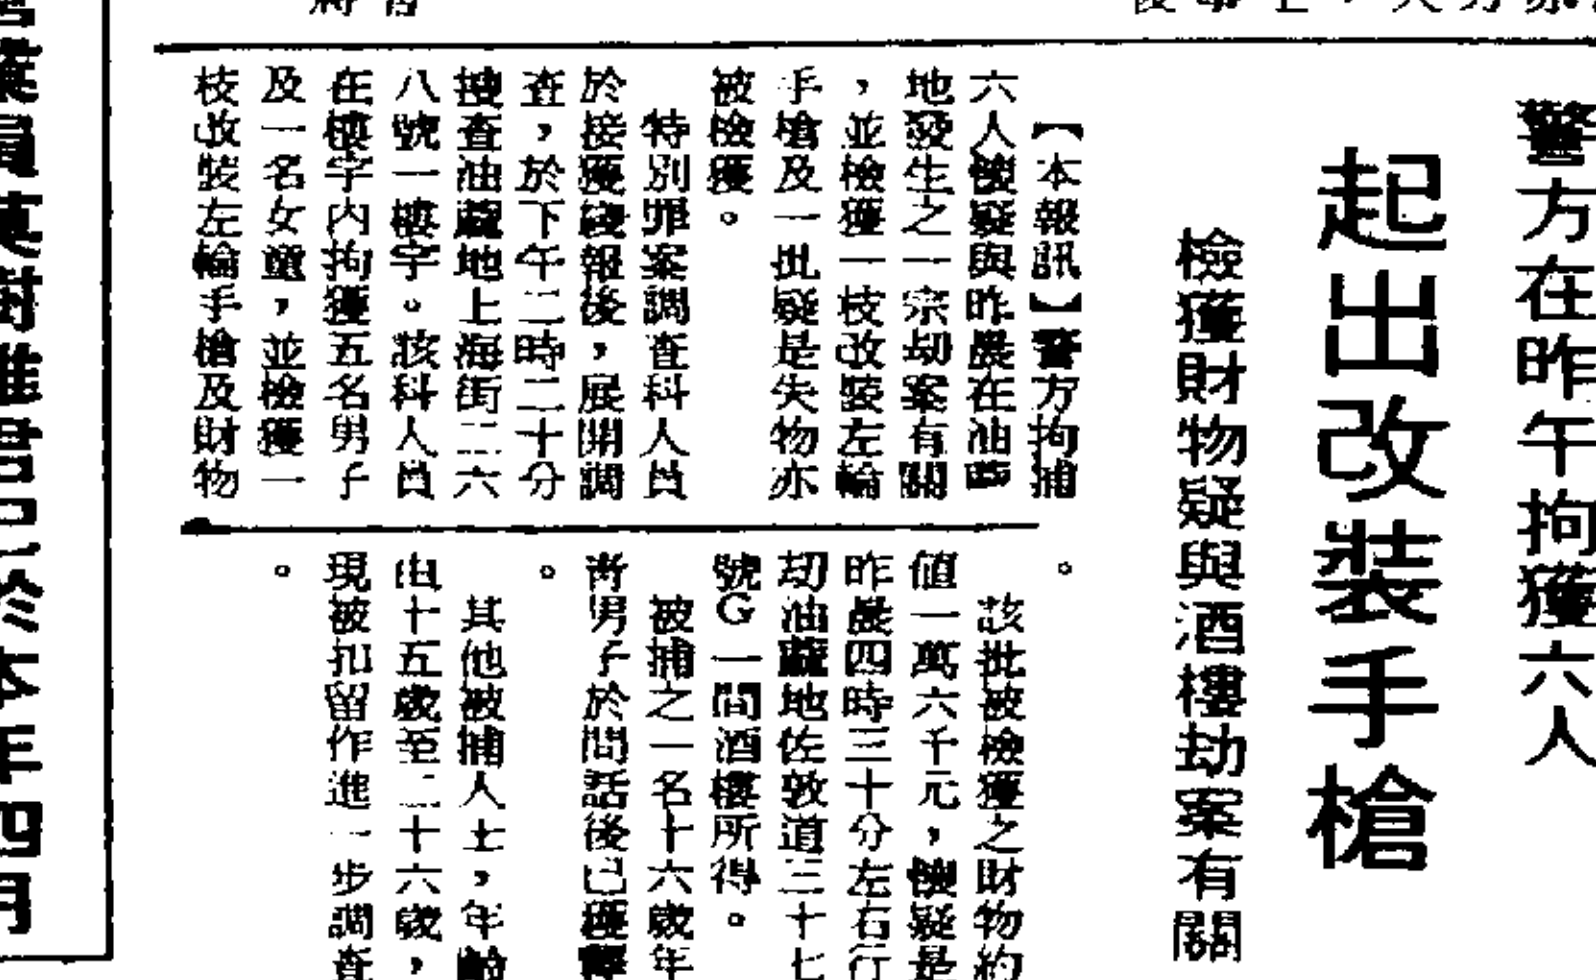 警方在昨午拘獲六人
起出改裝手槍
檢獲財物疑與酒樓劫案有關
【本報訊】警方拘捕
六人懷疑與昨晨在油蔴
地發生之一宗劫案有關
，並檢獲一枝改裝左輪
手槍及一批疑是失物亦
被檢獲。
特別罪案調查科人員
於接獲綫報後，展開調
查，於下午二時二十分
搜查油蔴地上海街二六
八號一樓宇。該科人員
在樓宇內拘獲五名男子
及一名女童，並檢獲一
枝改裝左輪手槍及財物
。
該批被檢獲之財物約
值一萬六千元，懷疑是
昨晨四時三十分左右行
劫油蔴地佐敦道三十七
號G一間酒樓所得。
被捕之一名十六歲年
青男子於問話後已獲釋
。
其他被捕人士，年齡
由十五歲至二十六歲，
現被扣留作進一步調查
。
本年四月